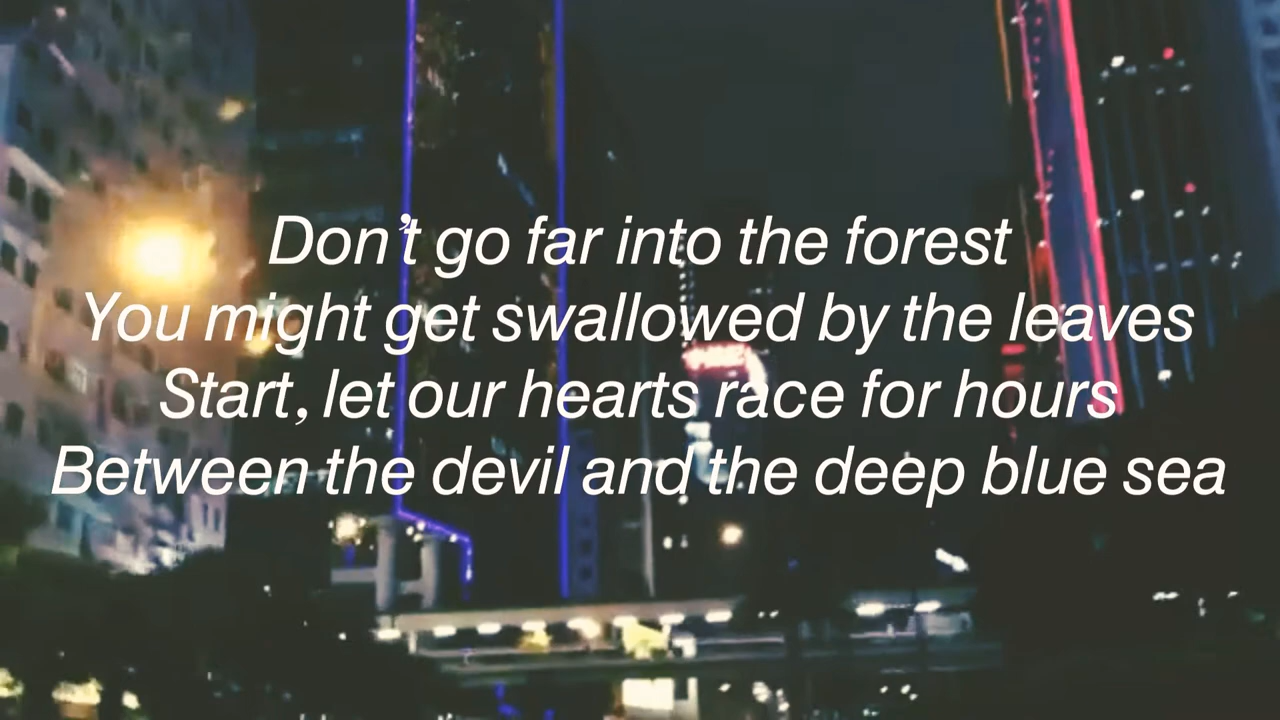 Don't go far into the forest
You might get swallowed by the leaves
Start, let our hearts race for hours
Between the devil and the deep blue sea